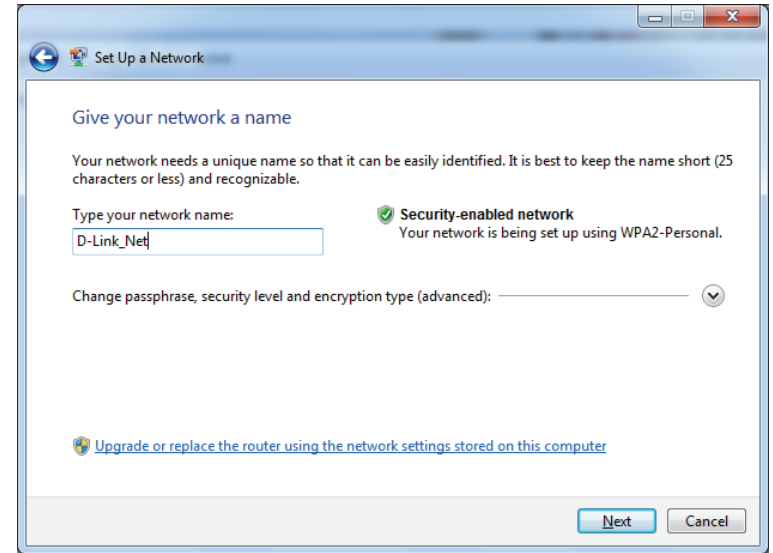 Set Up a Network
Give your network a name
Your network needs a unique name so that it can be easily identified. It is best to keep the name short (25
characters or less) and recognizable.
Type your network name:
D-Link_Net
Security-enabled network
Your network is being set up using WPA2-Personal.
Change passphrase, security level and encryption type (advanced):
Upgrade or replace the router using the network settings stored on this computer
Next
Cancel